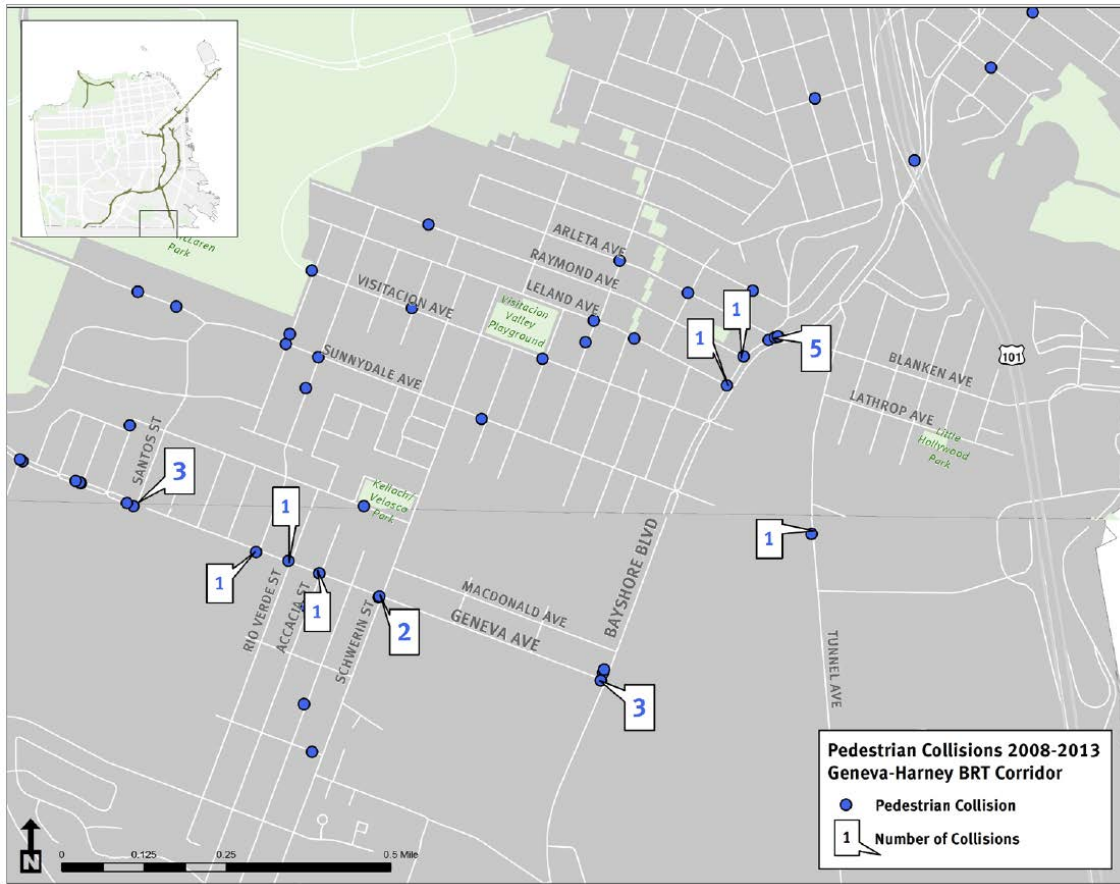 McLaren
Park
ARLETA AVE
RAYMOND AVE
LELAND AVE
VISITACION AVE
Visitacion
Valley
Playground
SUNNYDALE AVE
1
1
5
101
BLANKEN AVE
LATHROP AVE
Little
Hollywood
Park
SANTOS ST
3
Kelloch/
Velasco
Park
1
1
1
1
RIO VERDE ST
ACCACIA ST
SCHWERIN ST
2
MACDONALD AVE
GENEVA AVE
BAYSHORE BLVD
3
TUNNEL AVE
Pedestrian Collisions 2008-2013
Geneva-Harney BRT Corridor
Pedestrian Collision
1 Number of Collisions
N
0 0.125 0.25 0.5 Mile